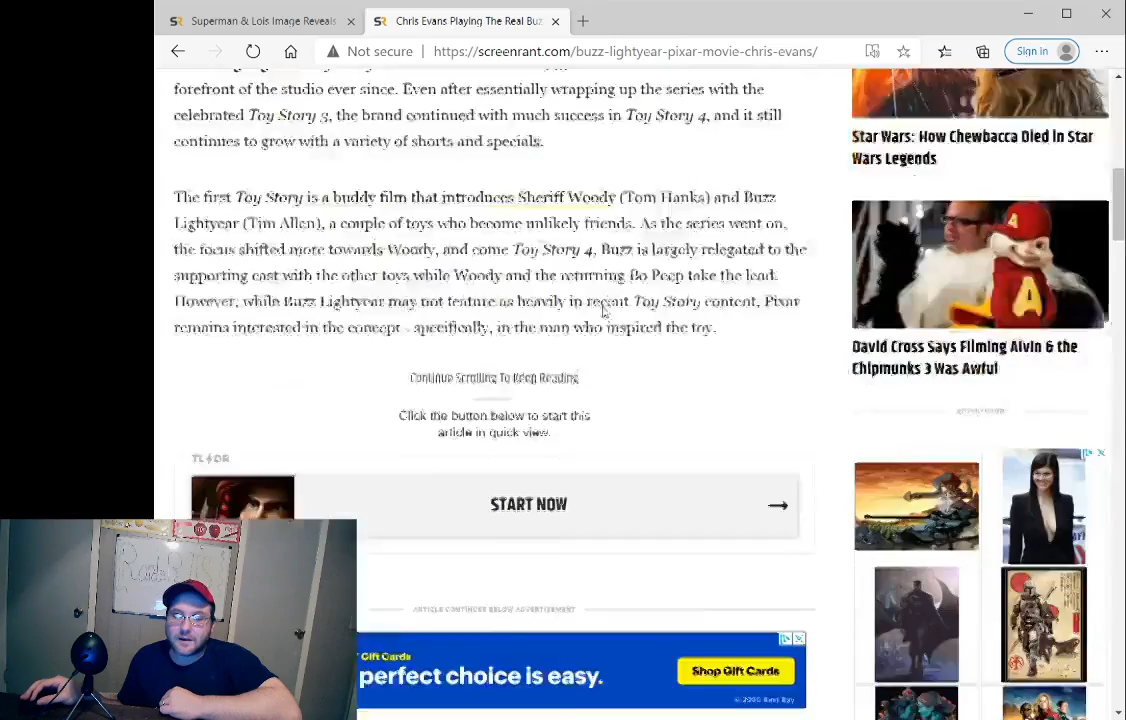 Superman & Lois Image Reveals
Chris Evans Playing The Real Buz
Not secure
https://screenrant.com/buzz-lightyear-pixar-movie-chris-evans/
Sign in
forefront of the studio ever since. Even after essentially wrapping up the series with the
celebrated Toy Story 3, the brand continued with much success in Toy Story 4, and it still
continues to grow with a variety of shorts and specials.
The first Toy Story is a buddy film that introduces Sheriff Woody (Tom Hanks) and Buzz
Lightyear (Tim Allen), a couple of toys who become unlikely friends. As the series went on,
the focus shifted more towards Woody, and come Toy Story 4, Buzz is largely relegated to the
supporting cast with the other toys while Woody and the returning Bo Peep take the lead.
However, while Buzz Lightyear may not feature as heavily in recent Toy Story content, Pixar
remains interested in the concept - specifically, in the man who inspired the toy.
Continue Scrolling To Keep Reading
Click the button below to start this
article in quick view.
TL DR
START NOW
ARTICLE CONTINUES BELOW ADVERTISEMENT
Gift Cards
perfect choice is easy.
Shop Gift Cards
Star Wars: How Chewbacca Died in Star
Wars Legends
A
A
David Cross Says Filming Alvin & the
Chipmunks 3 Was Awful